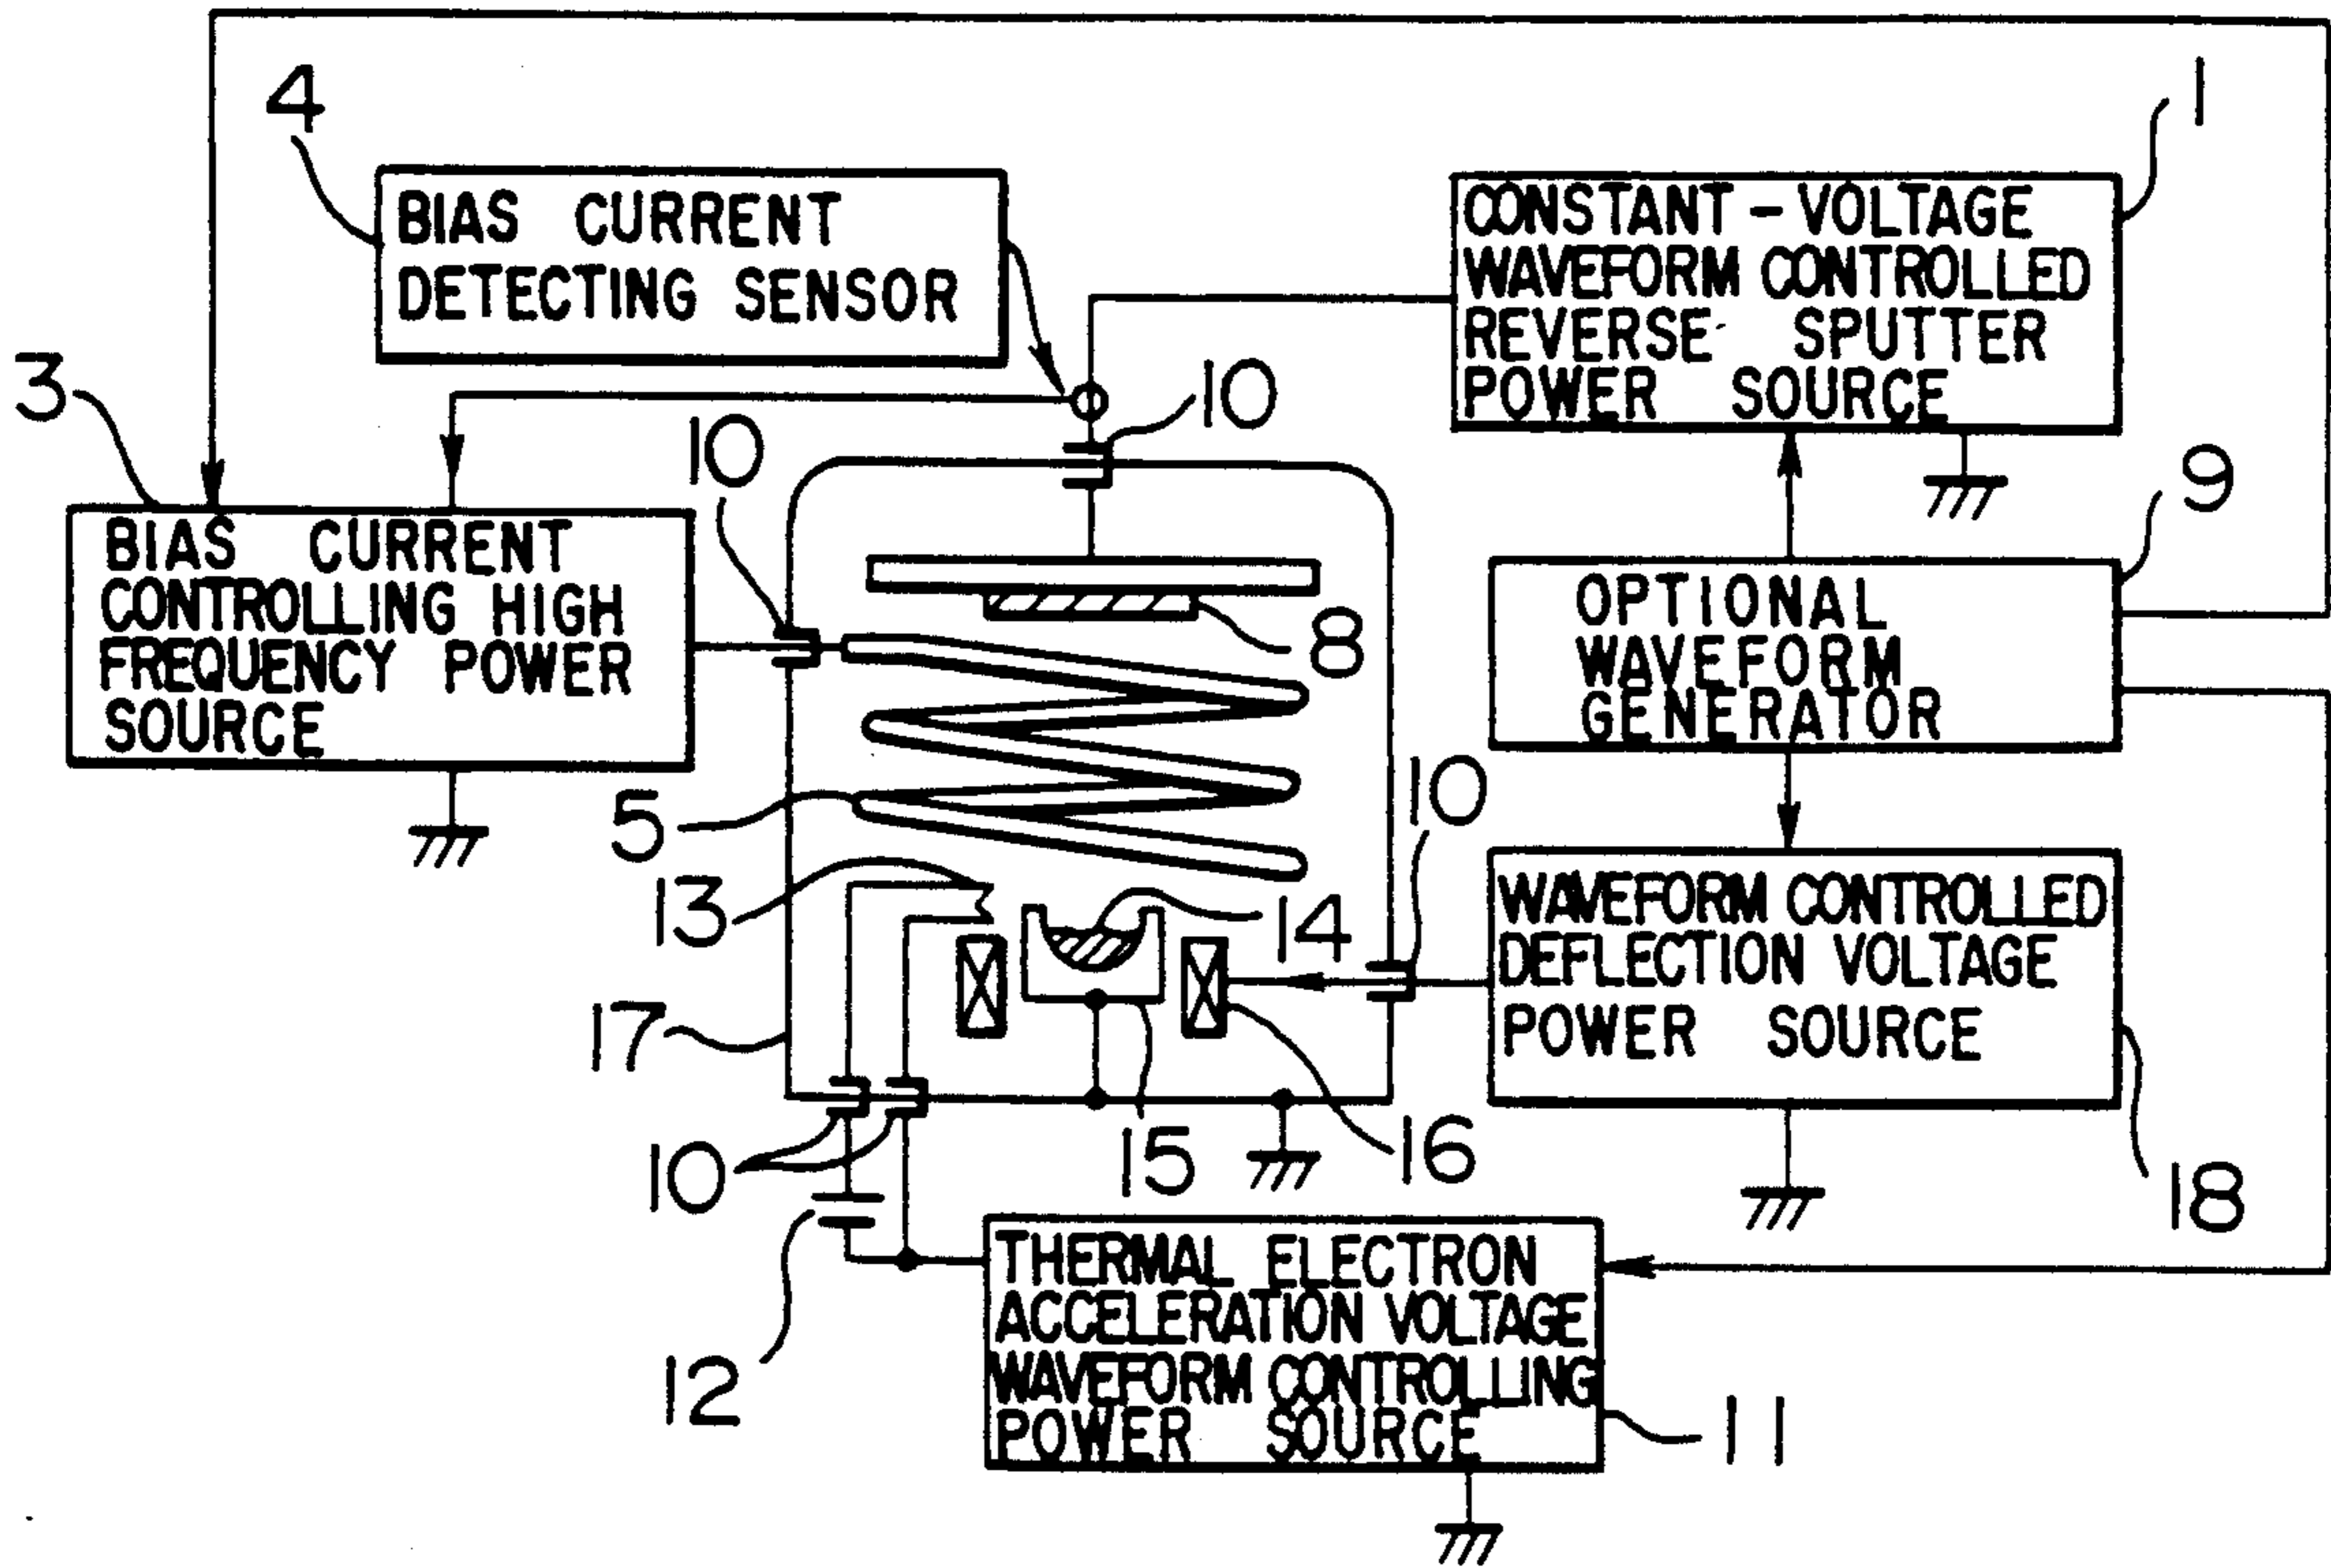 4
1
BIAS CURRENT
DETECTING SENSOR
CONSTANT-VOLTAGE
WAVEFORM CONTROLLED
REVERSE SPUTTER
POWER SOURCE
3
10
10
9
BIAS CURRENT
CONTROLLING HIGH
FREQUENCY POWER
SOURCE
8
OPTIONAL
WAVEFORM
GENERATOR
5
10
13
14
WAVEFORM CONTROLLED
DEFLECTION VOLTAGE
POWER SOURCE
17
10
15
16
18
12
THERMAL ELECTRON
ACCELERATION VOLTAGE
WAVEFORM CONTROLLING
POWER SOURCE
11